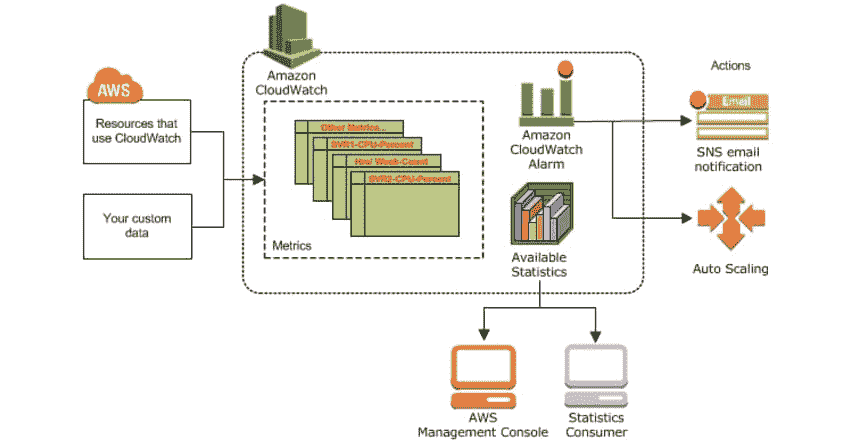 AWS
Resources that
use CloudWatch
Your custom
data
Amazon
CloudWatch
Other Metrics...
SVR1-CPU-Percent
Hrs/ Week-Count
SVR2-CPU-Percent
Metrics
Amazon
CloudWatch
Alarm
Available
Statistics
Actions
Email
SNS email
notification
Auto Scaling
AWS
Management Console
Statistics
Consumer